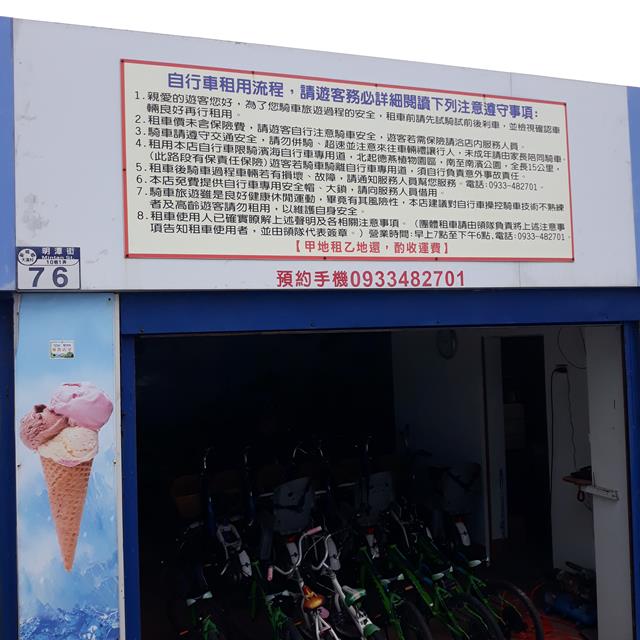 自行車租用流程，請遊客務必詳細閱讀下列注意遵守事項:
1.親愛的遊客您好，為了您騎車旅遊過程的安全，租車前請先試騎試前後剎車，並檢視確認車
輛良好再行租用。
2.租車價未含保險費，請遊客自行注意騎車安全，遊客若需保險請洽店內服務人員。
3.騎車請遵守交通安全，請勿併騎、超速並注意來往車輛禮讓行人，未成年請由家長陪同騎車。
4.租用本店自行車限騎濱海自行車專用道，北起德燕植物園區，南至南濱公園，全長15公里，
(此路段有保責任保險)遊客若騎車騎離自行車專用道，須自行負責意外事故責任。
5.租車後騎車過程車輛若有損壞、故障，請通知服務人員幫您服務。電話:0933-482701。
6.本店免費提供自行車專用安全帽、大鎖，請向服務人員借用。
7.騎車旅遊雖是良好健康休閒運動，畢竟有其風險性，本店建議對自行車操控騎車技術不熟練
者及高齡遊客請勿租用，以維護自身安全。
8.租車使用人已確實瞭解上述聲明及各相關注意事項。(團體租車請由領隊負責將上述注意事
項告知租車使用者，並由領隊代表簽章。)營業時間:早上7點至下午6點,電話:0933-482701。
【甲地租乙地還，酌收運費】
明潭街
76
預約手機0933482701